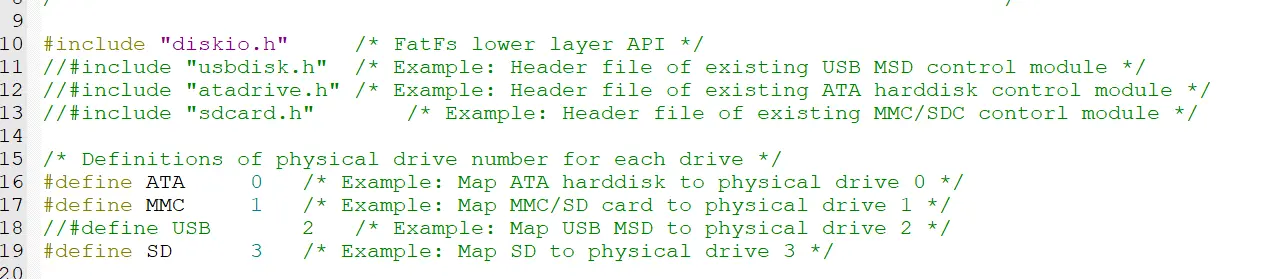 9
10 #include "diskio.h" /* FatFs lower layer API */
11 //#include "usbdisk.h" /* Example: Header file of existing USB MSD control module */
12 //#include "atadrive.h" /* Example: Header file of existing ATA harddisk control module */
13 //#include "sdcard.h" /* Example: Header file of existing MMC/SDC contorl module */
14
15 /* Definitions of physical drive number for each drive */
16 #define ATA 0 /* Example: Map ATA harddisk to physical drive 0 */
17 #define MMC 1 /* Example: Map MMC/SD card to physical drive 1 */
18 //#define USB 2 /* Example: Map USB MSD to physical drive 2 */
19 #define SD 3 /* Example: Map SD to physical drive 3 */
20